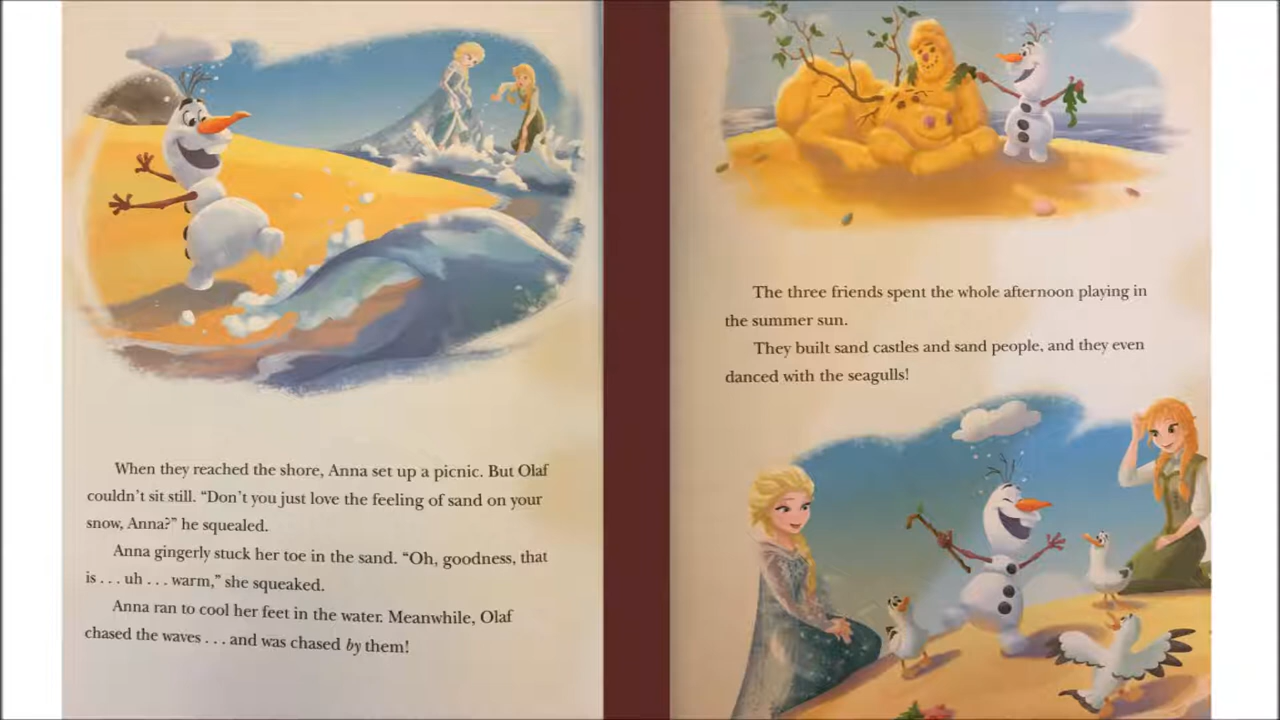 When they reached the shore, Anna set up a picnic. But Olaf
couldn't sit still. “Don't you just love the feeling of sand on your
snow, Anna?” he squealed.
Anna gingerly stuck her toe in the sand. “Oh, goodness, that
is . . . uh . . . warm,” she squeaked.
Anna ran to cool her feet in the water. Meanwhile, Olaf
chased the waves . . . and was chased by them!
The three friends spent the whole afternoon playing in
the summer sun.
They built sand castles and sand people, and they even
danced with the seagulls!